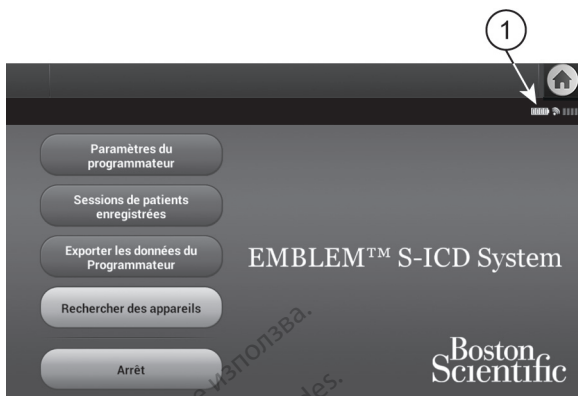 1
Paramètres du
programmateur
Sessions de patients
enregistrées
Exporter les données du
Programmateur
EMBLEM™ S-ICD System
Rechercher des appareils
Arrêt
Boston
Scientific
използва.